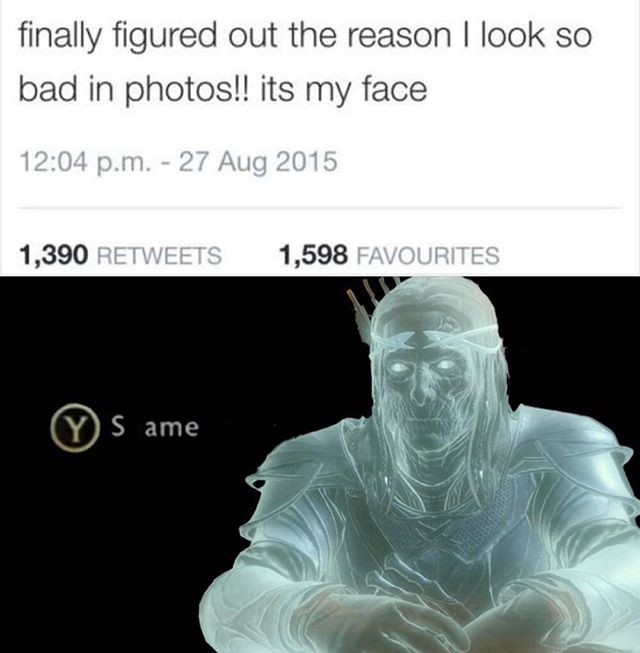 finally figured out the reason I look so
bad in photos!! its my face
12:04 p.m. - 27 Aug 2015
1,390 RETWEETS 1,598 FAVOURITES
Y S ame